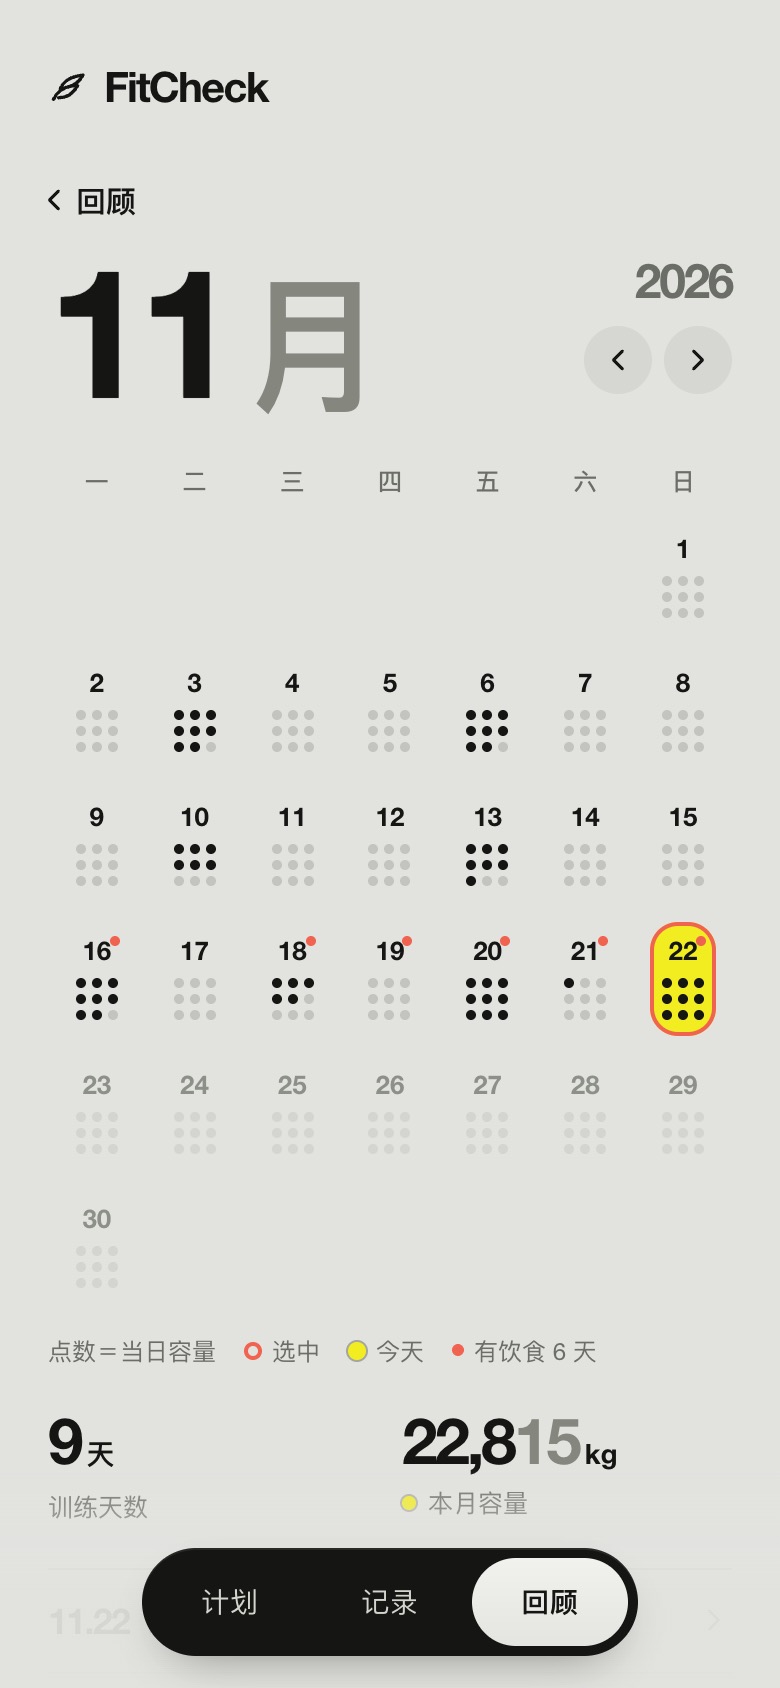 FitCheck
回顾
11月
2026
一 二 三 四 五 六 日
1
2 3 4 5 6 7 8
9 10 11 12 13 14 15
16 17 18 19 20 21 22
23 24 25 26 27 28 29
30
点数=当日容量 选中 今天 有饮食 6 天
9天 22,815kg
训练天数 本月容量
11.22
计划 记录 回顾